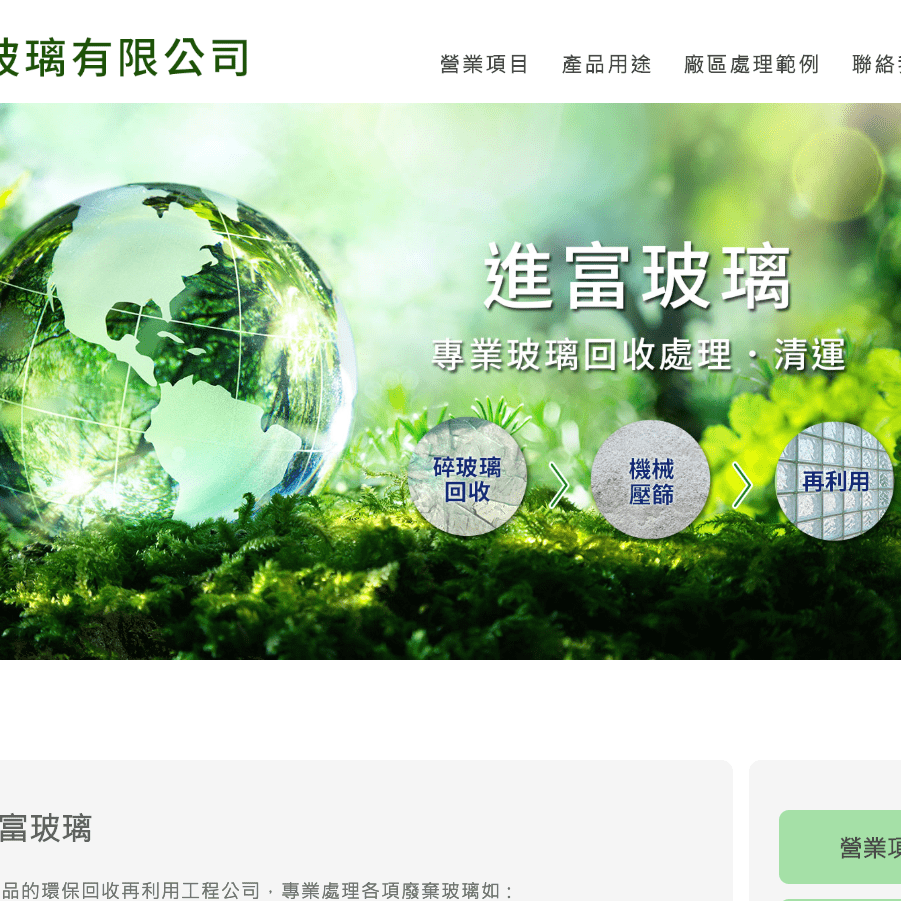 玻璃有限公司
營業項目 產品用途 廠區處理範例 聯絡
進富玻璃
專業玻璃回收處理・清運
碎玻璃
回收
機械
壓篩
再利用
富玻璃
營業項
品的環保回收再利用工程公司，專業處理各項廢棄玻璃如：